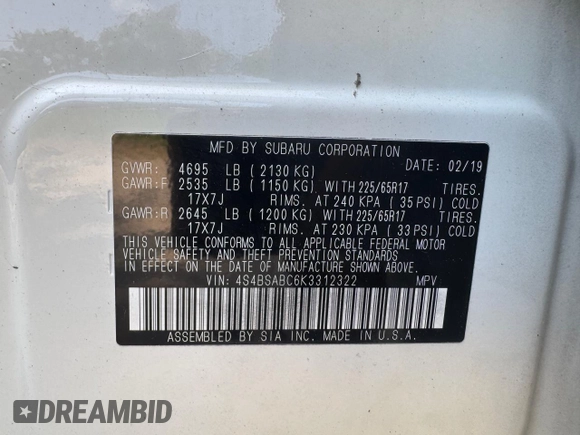 MFD BY SUBARU CORPORATION
GVWR: 4695 LB (2130 KG) DATE: 02/19
GAWR:F 2535 LB (1150 KG) WITH 225/65R17 TIRES.
17X7J RIMS. AT 240 KPA (35 PSI) COLD
GAWR:R 2645 LB (1200 KG) WITH 225/65R17 TIRES.
17X7J RIMS. AT 230 KPA (33 PSI) COLD
THIS VEHICLE CONFORMS TO ALL APPLICABLE FEDERAL MOTOR
VEHICLE SAFETY AND THEFT PREVENTION STANDARDS
IN EFFECT ON THE DATE OF MANUFACTURE SHOWN ABOVE.
VIN: 4S4BSABC6K3312322 MPV
ASSEMBLED BY SIA INC. MADE IN U.S.A.
DREAMBID